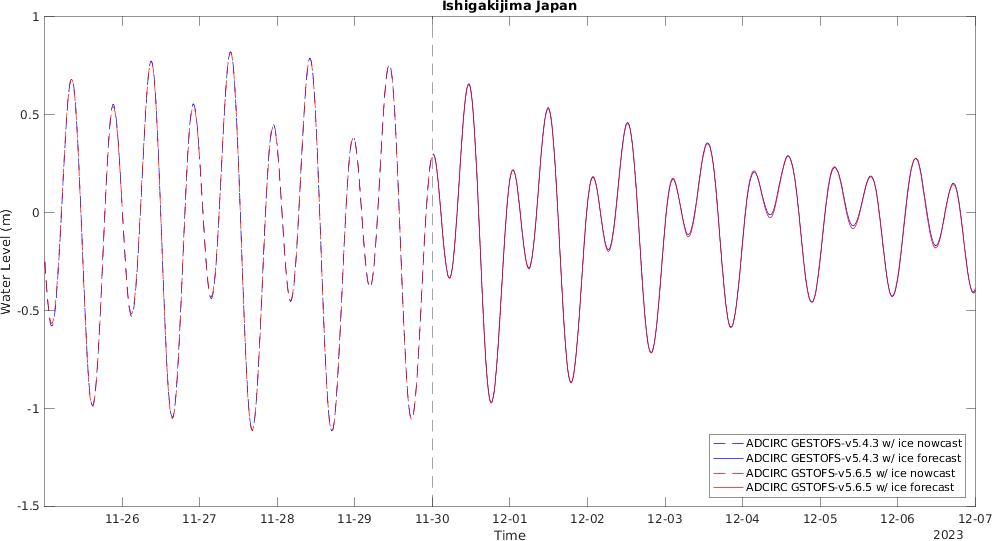 Ishigakijima Japan
1
0.5
0
-0.5
-1
-1.5
Water Level (m)
11-26
11-27
11-28
11-29
11-30
12-01
12-02
12-03
12-04
12-05
12-06
12-07
Time
2023
ADCIRC GESTOFS-v5.4.3 w/ ice nowcast
ADCIRC GESTOFS-v5.4.3 w/ ice forecast
ADCIRC GSTOFS-v5.6.5 w/ ice nowcast
ADCIRC GSTOFS-v5.6.5 w/ ice forecast